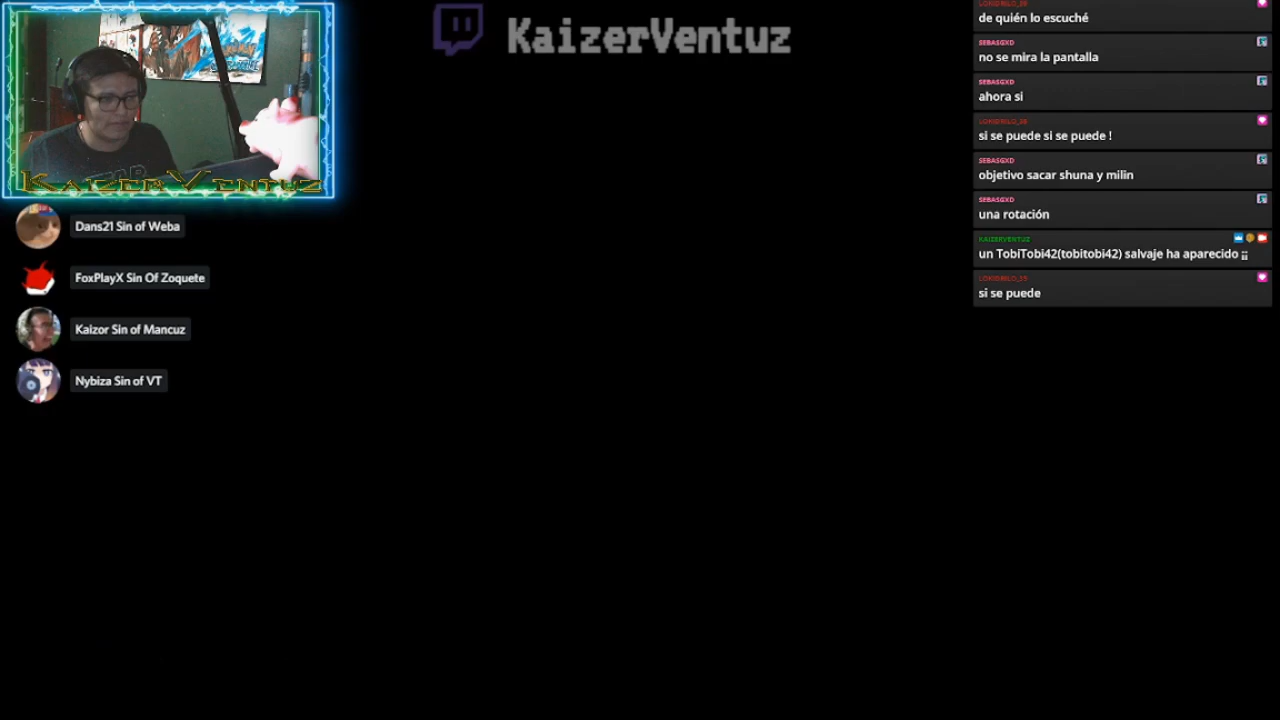 KaizerVentuz
KaizerVentuz
Dans21 Sin of Weba
FoxPlayX Sin Of Zoquete
Kaizor Sin of Mancuz
Nybiza Sin of VT
de quién lo escuché
SEBASGXD
no se mira la pantalla
SEBASGXD
ahora si
si se puede si se puede !
SEBASGXD
objetivo sacar shuna y milin
SEBASGXD
una rotación
KAIZERVENTUZ
un TobiTobi42(tobitobi42) salvaje ha aparecido ¡¡
si se puede